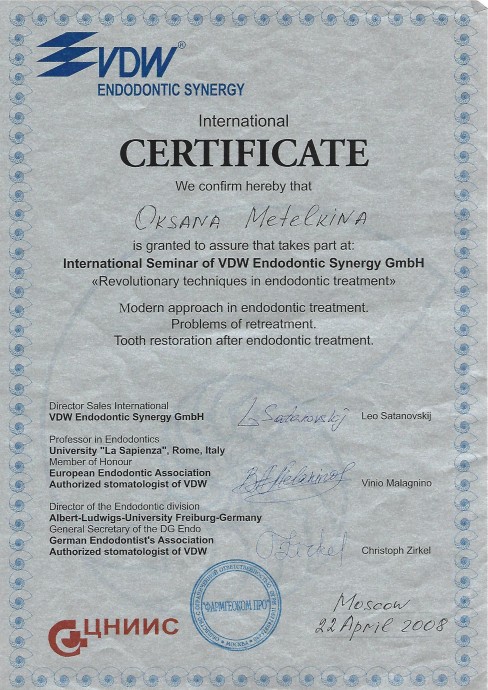 VDW®
ENDODONTIC SYNERGY
International
CERTIFICATE
We confirm hereby that
Oksana Metelkina
is granted to assure that takes part at:
International Seminar of VDW Endodontic Synergy GmbH
«Revolutionary techniques in endodontic treatment»
Modern approach in endodontic treatment.
Problems of retreatment.
Tooth restoration after endodontic treatment.
Director Sales International
VDW Endodontic Synergy GmbH
Leo Satanovskij
Professor in Endodontics
University "La Sapienza", Rome, Italy
Member of Honour
European Endodontic Association
Authorized stomatologist of VDW
Vinio Malagnino
Director of the Endodontic division
Albert-Ludwigs-University Freiburg-Germany
General Secretary of the DG Endo
German Endodontist's Association
Authorized stomatologist of VDW
Christoph Zirkel
ЦНИИС
"ФАРМГЕОКОМ ПРО"
МОСКВА
Moscow
22 April 2008